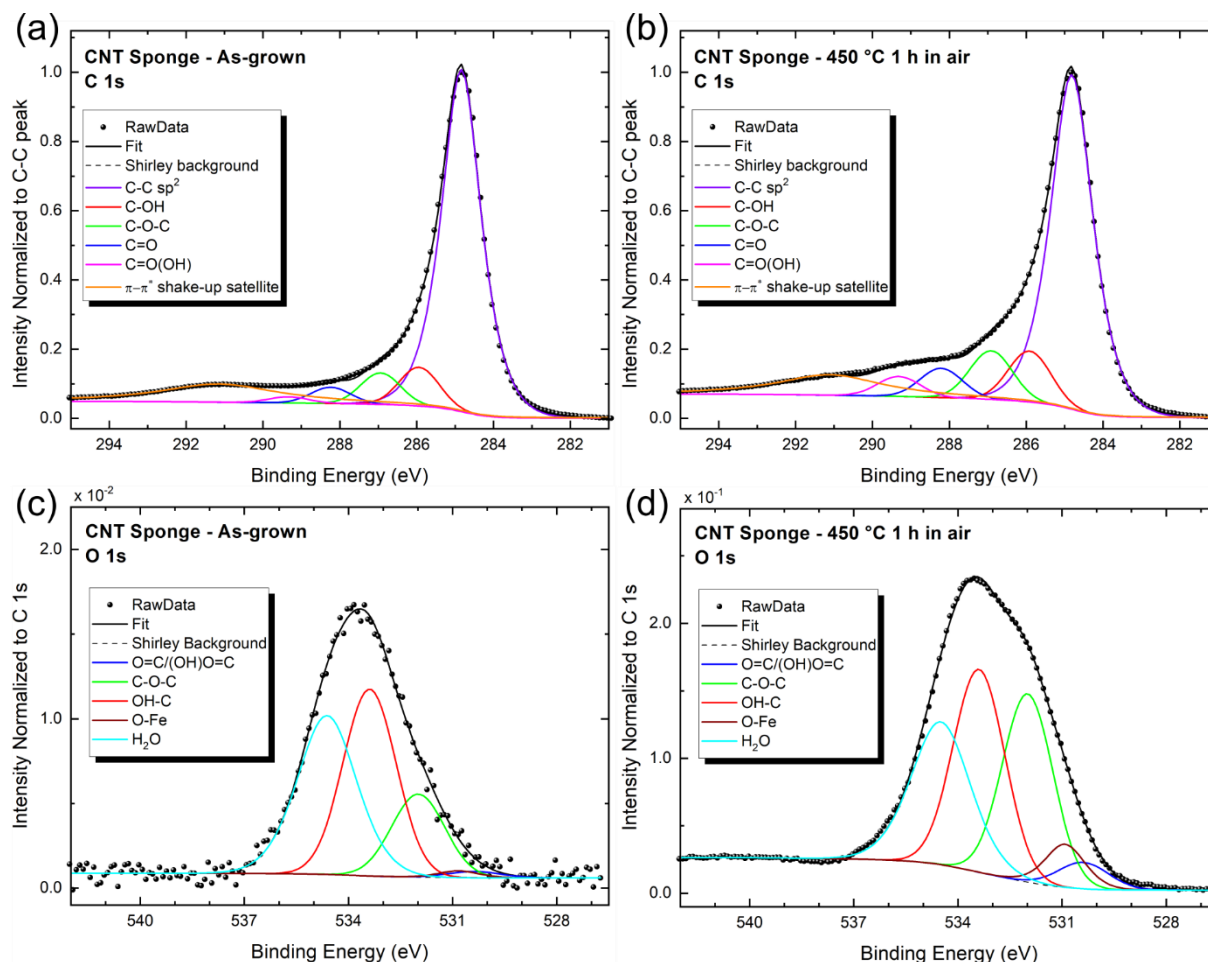 (a)
CNT Sponge - As-grown
C 1s
1.0
0.8
0.6
0.4
0.2
0.0
RawData
Fit
Shirley background
C-C sp²
C-OH
C-O-C
C=O
C=O(OH)
π−π* shake-up satellite
Intensity Normalized to C-C peak
294 292 290 288 286 284 282
Binding Energy (eV)
(b)
CNT Sponge - 450 °C 1 h in air
C 1s
1.0
0.8
0.6
0.4
0.2
0.0
RawData
Fit
Shirley background
C-C sp²
C-OH
C-O-C
C=O
C=O(OH)
π−π* shake-up satellite
Intensity Normalized to C-C peak
294 292 290 288 286 284 282
Binding Energy (eV)
(c)
x 10⁻²
CNT Sponge - As-grown
O 1s
2.0
1.0
0.0
RawData
Fit
Shirley Background
O=C/(OH)O=C
C-O-C
OH-C
O-Fe
H₂O
Intensity Normalized to C 1s
540 537 534 531 528
Binding Energy (eV)
(d)
x 10⁻¹
CNT Sponge - 450 °C 1 h in air
O 1s
2.0
1.0
0.0
RawData
Fit
Shirley Background
O=C/(OH)O=C
C-O-C
OH-C
O-Fe
H₂O
Intensity Normalized to C 1s
540 537 534 531 528
Binding Energy (eV)